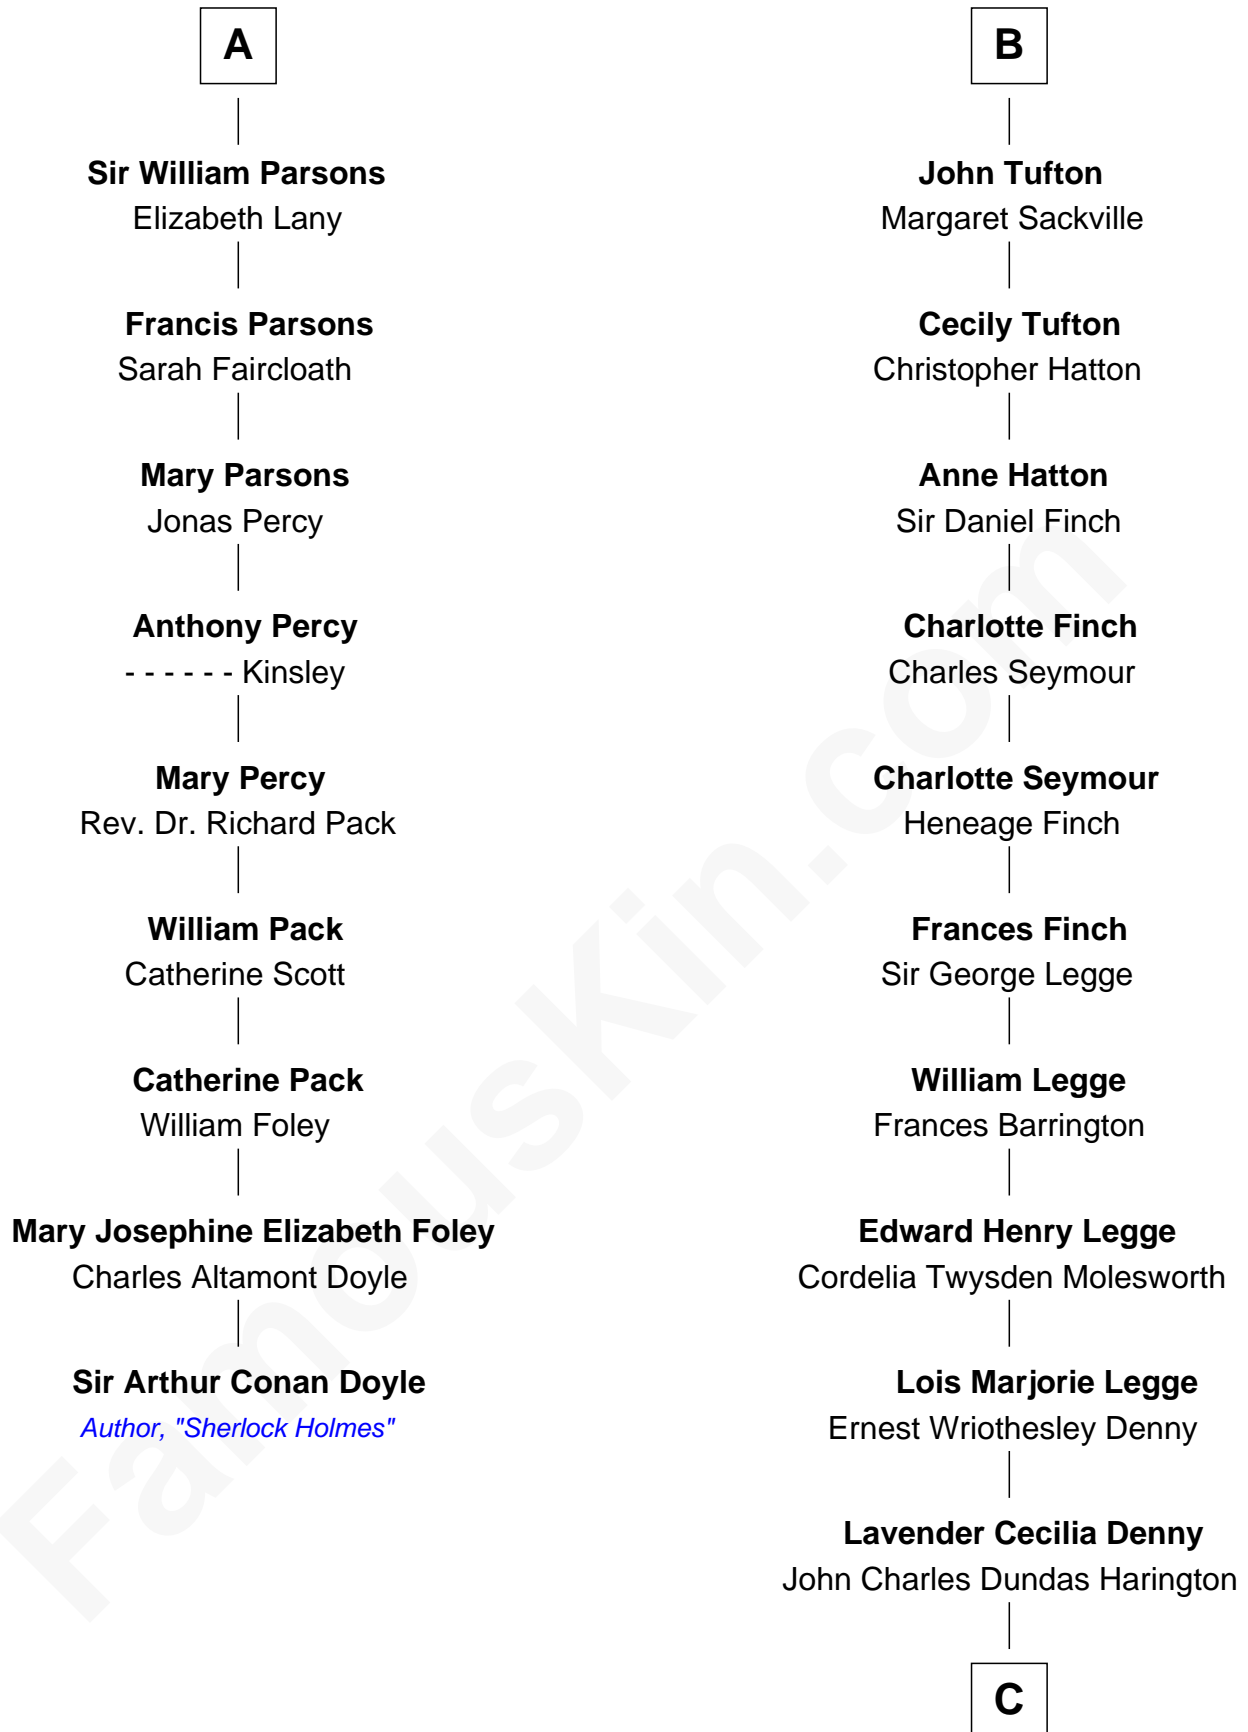 A
Sir William Parsons
Elizabeth Lany
Francis Parsons
Sarah Faircloath
Mary Parsons
Jonas Percy
Anthony Percy
- - - - - - Kinsley
Mary Percy
Rev. Dr. Richard Pack
William Pack
Catherine Scott
Catherine Pack
William Foley
Mary Josephine Elizabeth Foley
Charles Altamont Doyle
Sir Arthur Conan Doyle
Author, "Sherlock Holmes"
B
John Tufton
Margaret Sackville
Cecily Tufton
Christopher Hatton
Anne Hatton
Sir Daniel Finch
Charlotte Finch
Charles Seymour
Charlotte Seymour
Heneage Finch
Frances Finch
Sir George Legge
William Legge
Frances Barrington
Edward Henry Legge
Cordelia Twysden Molesworth
Lois Marjorie Legge
Ernest Wriothesley Denny
Lavender Cecilia Denny
John Charles Dundas Harington
C
FamousKin.com